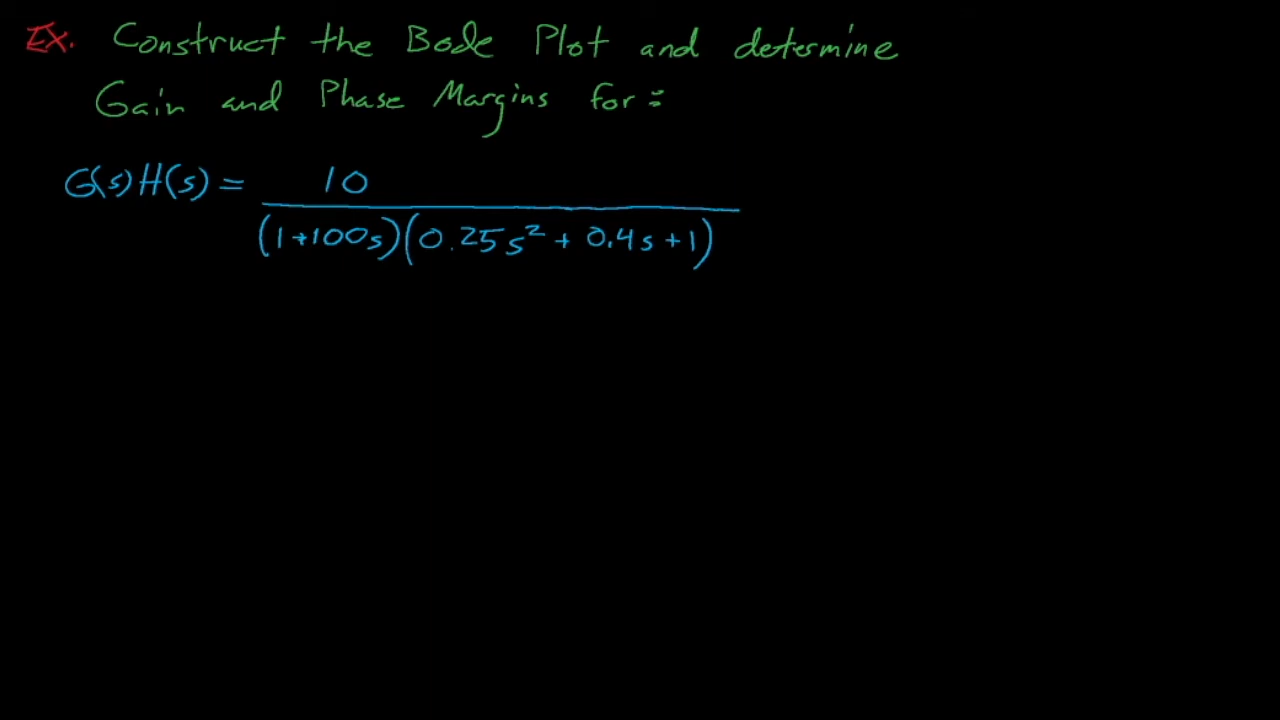 Ex. Construct the Bode Plot and determine
Gain and Phase Margins for:
G(s)H(s) = 10 / (1+100s)(0.25s² + 0.4s+1)